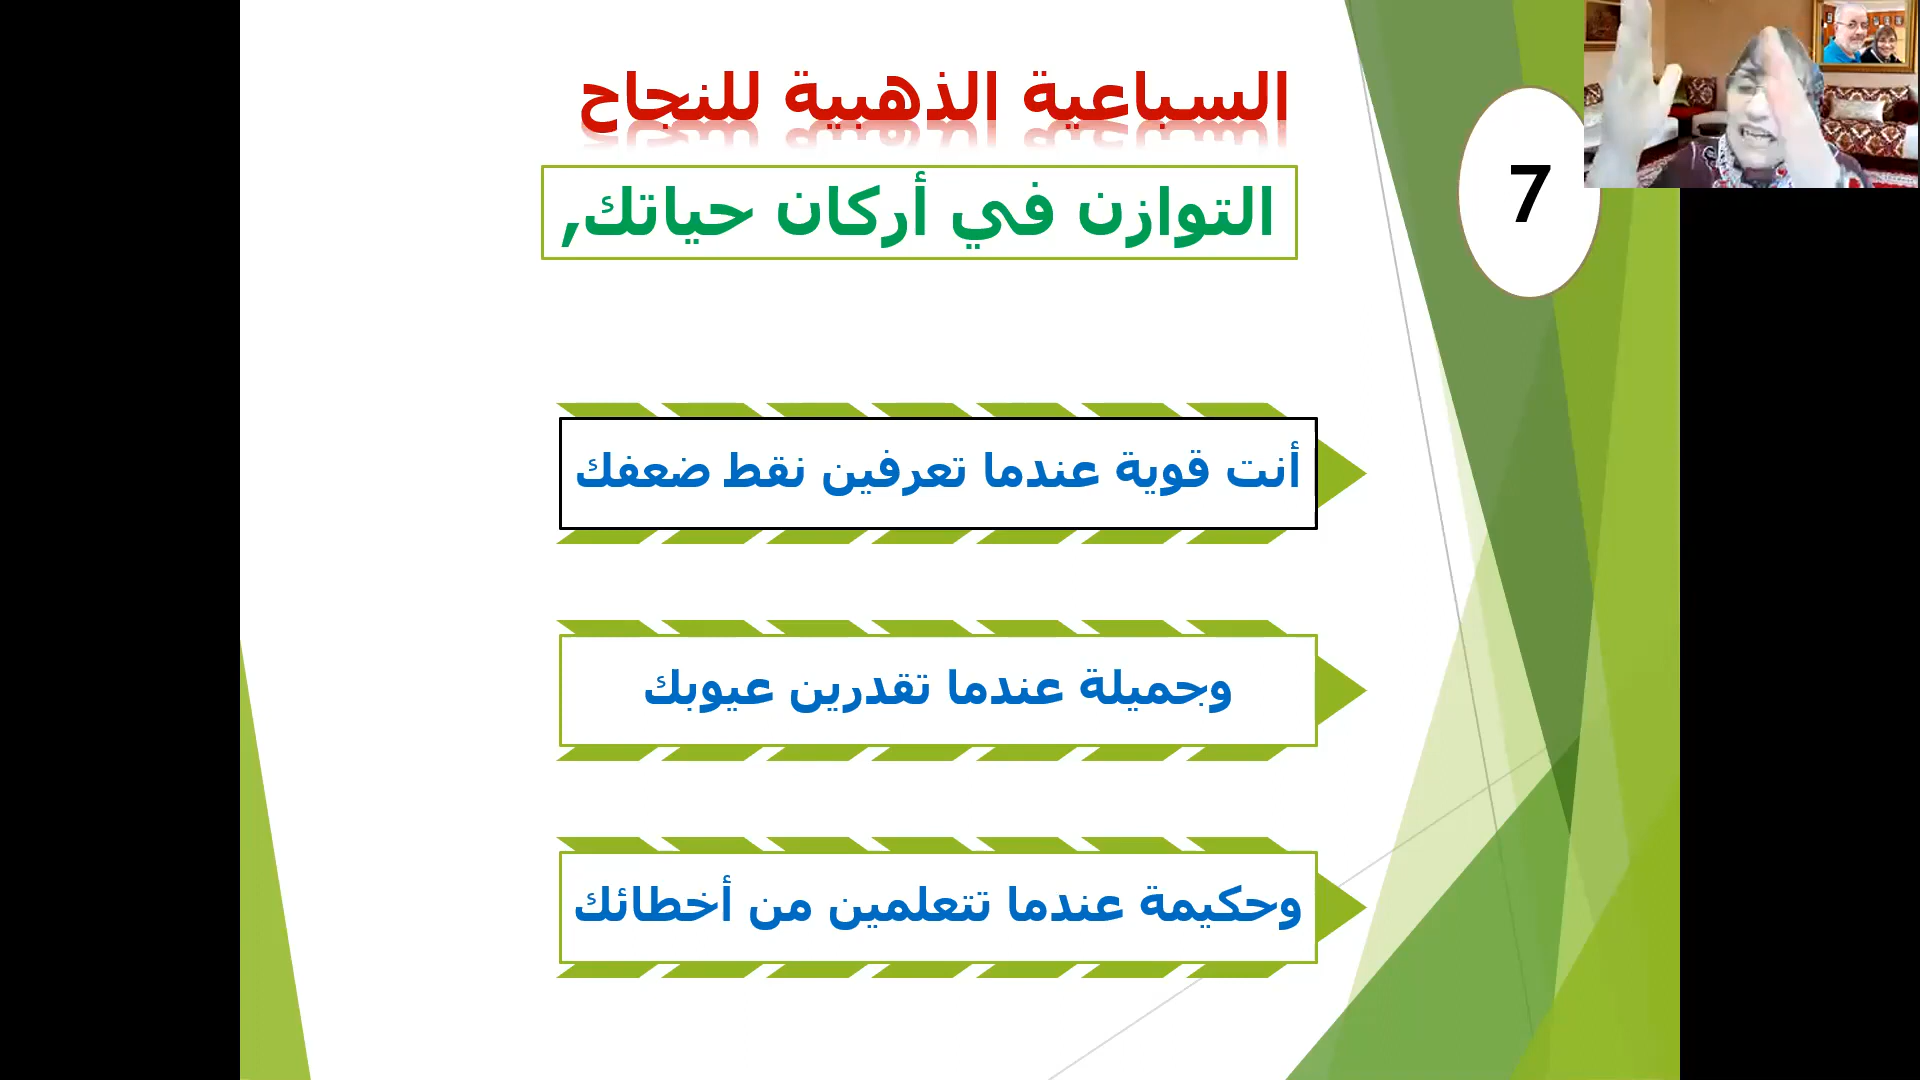 السباعية الذهبية للنجاح
7
التوازن في أركان حياتك,
أنت قوية عندما تعرفين نقط ضعفك
وجميلة عندما تقدرين عيوبك
وحكيمة عندما تتعلمين من أخطائك